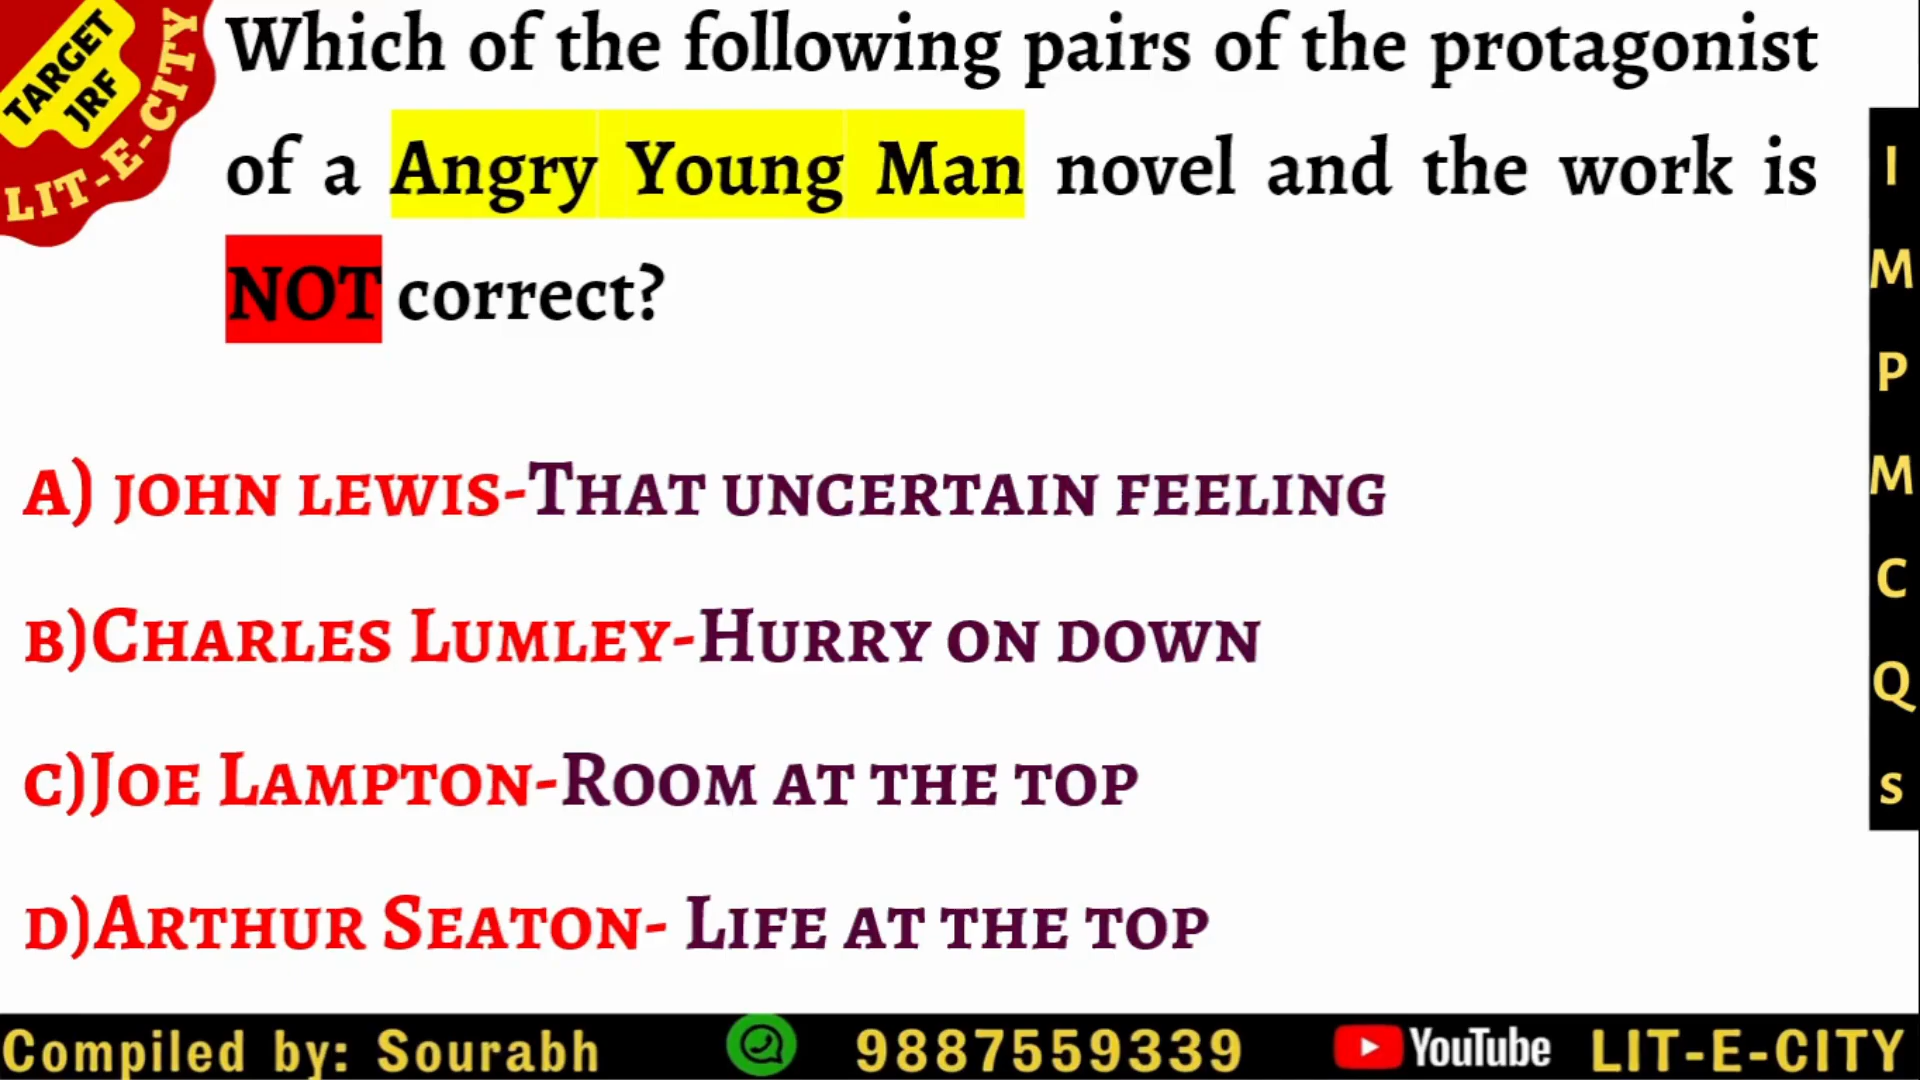 TARGET
JRF
LIT-E-CITY
Which of the following pairs of the protagonist
of a Angry Young Man novel and the work is
NOT correct?
A) JOHN LEWIS-THAT UNCERTAIN FEELING
B)CHARLES LUMLEY-HURRY ON DOWN
C)JOE LAMPTON-ROOM AT THE TOP
D)ARTHUR SEATON- LIFE AT THE TOP
I
M
P
M
C
Q
s
Compiled by: Sourabh 9887559339 YouTube LIT-E-CITY